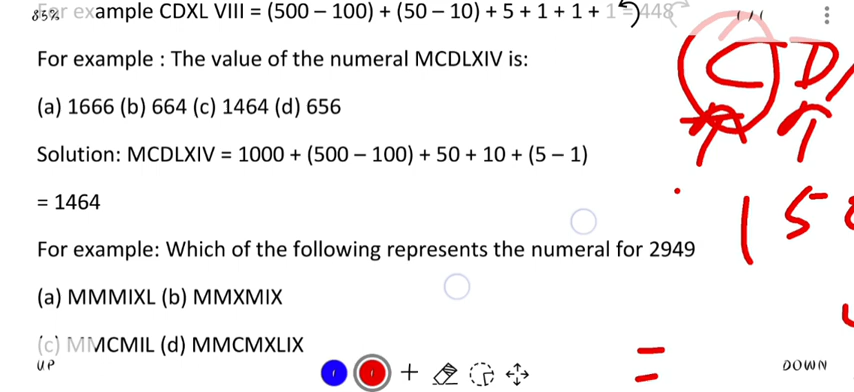 85% For example CDXL VIII = (500 – 100) + (50 – 10) + 5 + 1 + 1 + 1 = 448
For example : The value of the numeral MCDLXIV is:
C D
(a) 1666 (b) 664 (c) 1464 (d) 656
Solution: MCDLXIV = 1000 + (500 – 100) + 50 + 10 + (5 – 1)
= 1464
For example: Which of the following represents the numeral for 2949
(a) MMMIXL (b) MMXMIX
(c) MMCMIL (d) MMCMXLIX
UP
DOWN